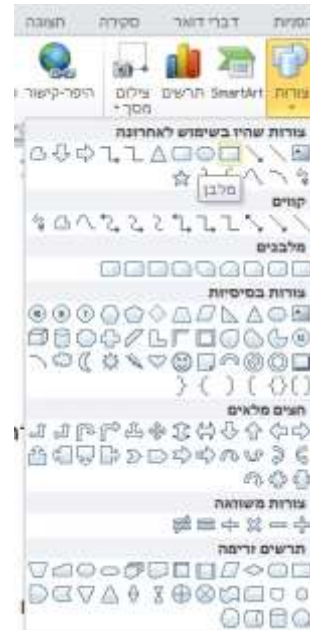 הפניות דברי דואר סקירה תצוגה
צורות SmartArt תרשים צילום היפר-קישור
מסך
צורות שהיו בשימוש לאחרונה
מלבן
קווים
מלבנים
צורות בסיסיות
חצים מלאים
צורות משוואה
תרשים זרימה